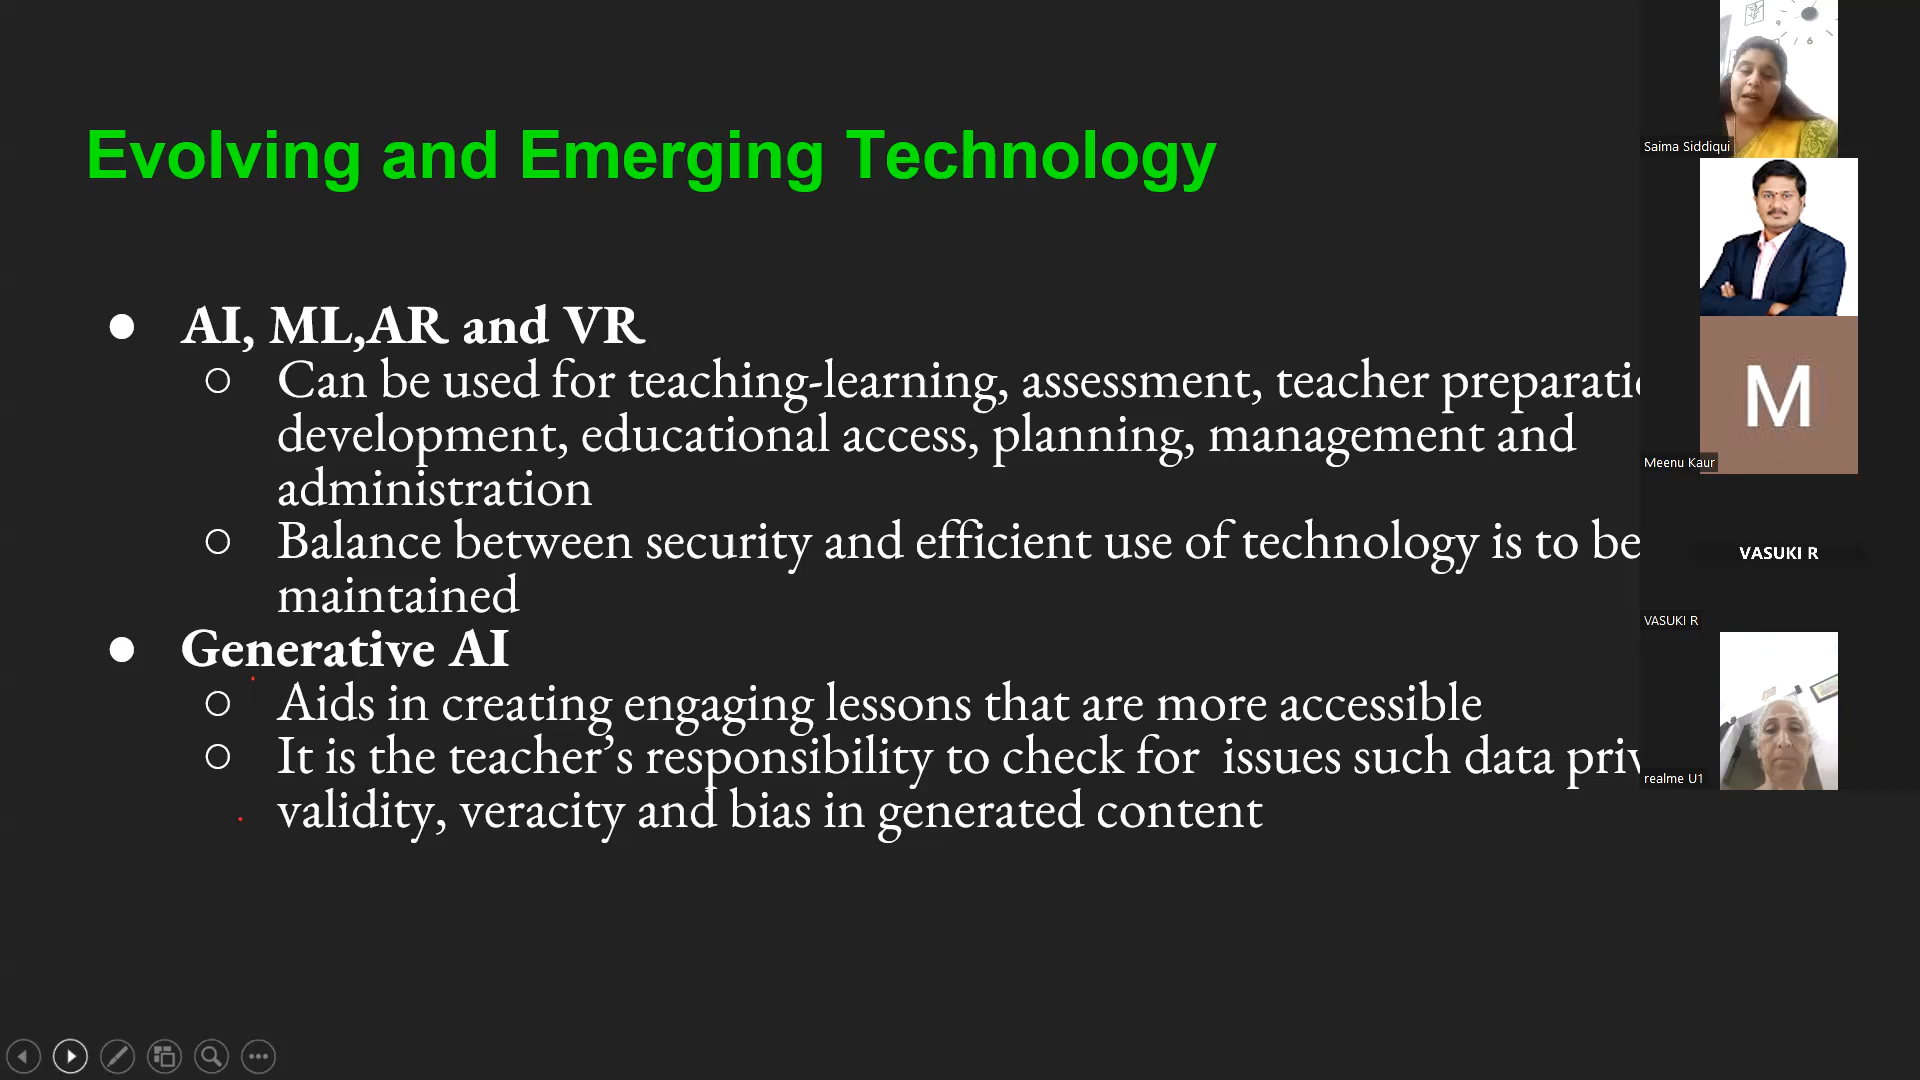 Evolving and Emerging Technology
● AI, ML,AR and VR
○ Can be used for teaching-learning, assessment, teacher
development, educational access, planning, management and
administration
○ Balance between security and efficient use of technology is to be
maintained
● Generative AI
○ Aids in creating engaging lessons that are more accessible
○ It is the teacher's responsibility to check for issues such data
validity, veracity and bias in generated content
Saima Siddiqui
M
Meenu Kaur
VASUKI R
VASUKI R
realme U1